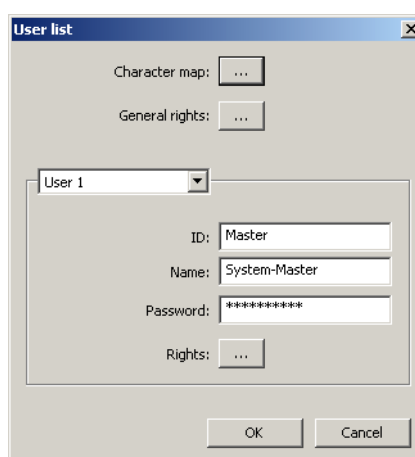 User list
Character map: ...
General rights: ...
User 1
ID: Master
Name: System-Master
Password: **********
Rights: ...
OK Cancel